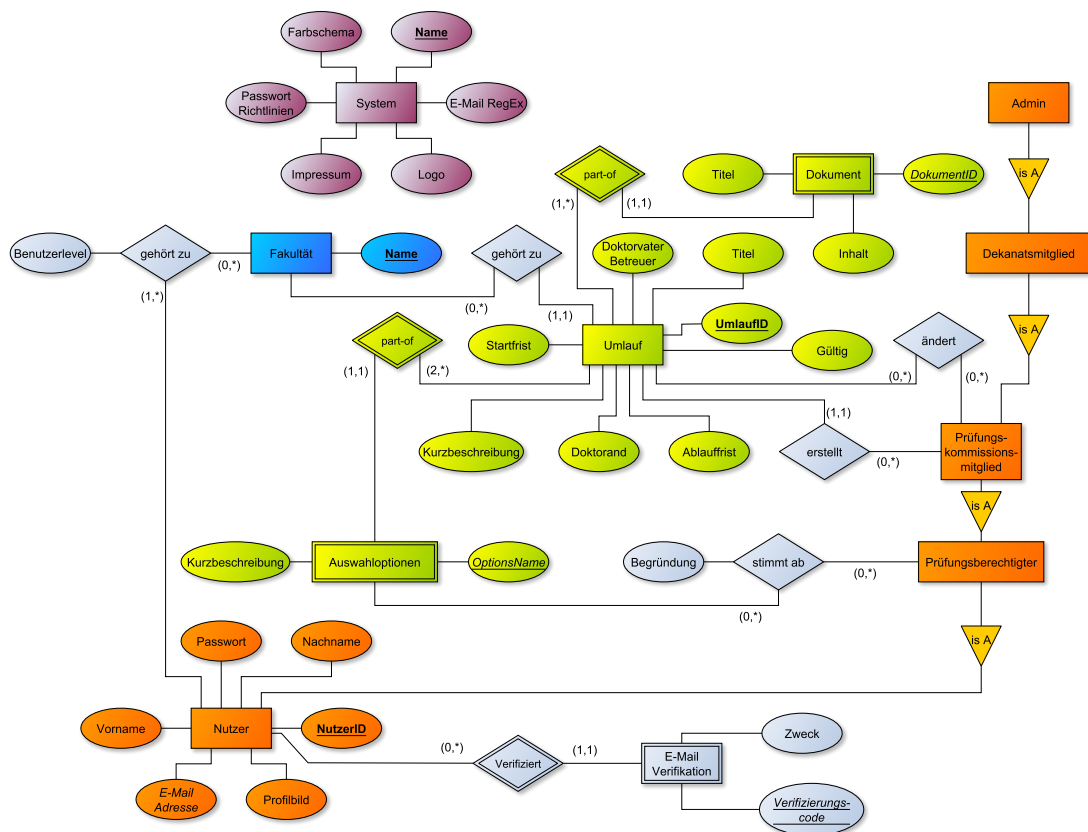 Farbschema
Name
Passwort
Richtlinien
System
E-Mail RegEx
Impressum
Logo
Admin
is A
part-of
Titel
Dokument
DokumentID
(1,*)
(1,1)
Inhalt
Benutzerlevel
gehört zu
(0,*)
Fakultät
Name
gehört zu
Doktorvater
Betreuer
Titel
Dekanatsmitglied
(1,*)
(0,*)
(1,1)
is A
part-of
Startfrist
Umlauf
UmlaufID
Gültig
ändert
(1,1)
(2,*)
(0,*)
(0,*)
(1,1)
Kurzbeschreibung
Doktorand
Ablauffrist
erstellt
(0,*)
Prüfungs-
kommissions-
mitglied
is A
Kurzbeschreibung
Auswahloptionen
OptionsName
Begründung
stimmt ab
(0,*)
Prüfungsberechtigter
(0,*)
is A
Passwort
Nachname
Vorname
Nutzer
NutzerID
E-Mail
Adresse
Profilbild
(0,*)
Verifiziert
(1,1)
E-Mail
Verifikation
Zweck
Verifizierungs-
code